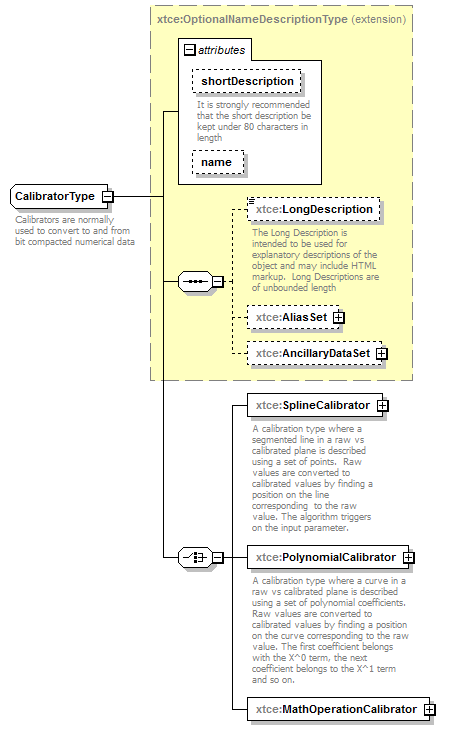 xtce:OptionalNameDescriptionType (extension)
attributes
shortDescription
It is strongly recommended
that the short description be
kept under 80 characters in
length
name
CalibratorType
Calibrators are normally
used to convert to and from
bit compacted numerical data
xtce:LongDescription
The Long Description is
intended to be used for
explanatory descriptions of the
object and may include HTML
markup.  Long Descriptions are
of unbounded length
xtce:AliasSet
xtce:AncillaryDataSet
xtce:SplineCalibrator
A calibration type where a
segmented line in a raw vs
calibrated plane is described
using a set of points.  Raw
values are converted to
calibrated values by finding a
position on the line
corresponding  to the raw
value. The algorithm triggers
on the input parameter.
xtce:PolynomialCalibrator
A calibration type where a curve in a
raw vs calibrated plane is described
using a set of polynomial coefficients.
Raw values are converted to
calibrated values by finding a position
on the curve corresponding to the raw
value. The first coefficient belongs
with the X^0 term, the next
coefficient belongs to the X^1 term
and so on.
xtce:MathOperationCalibrator